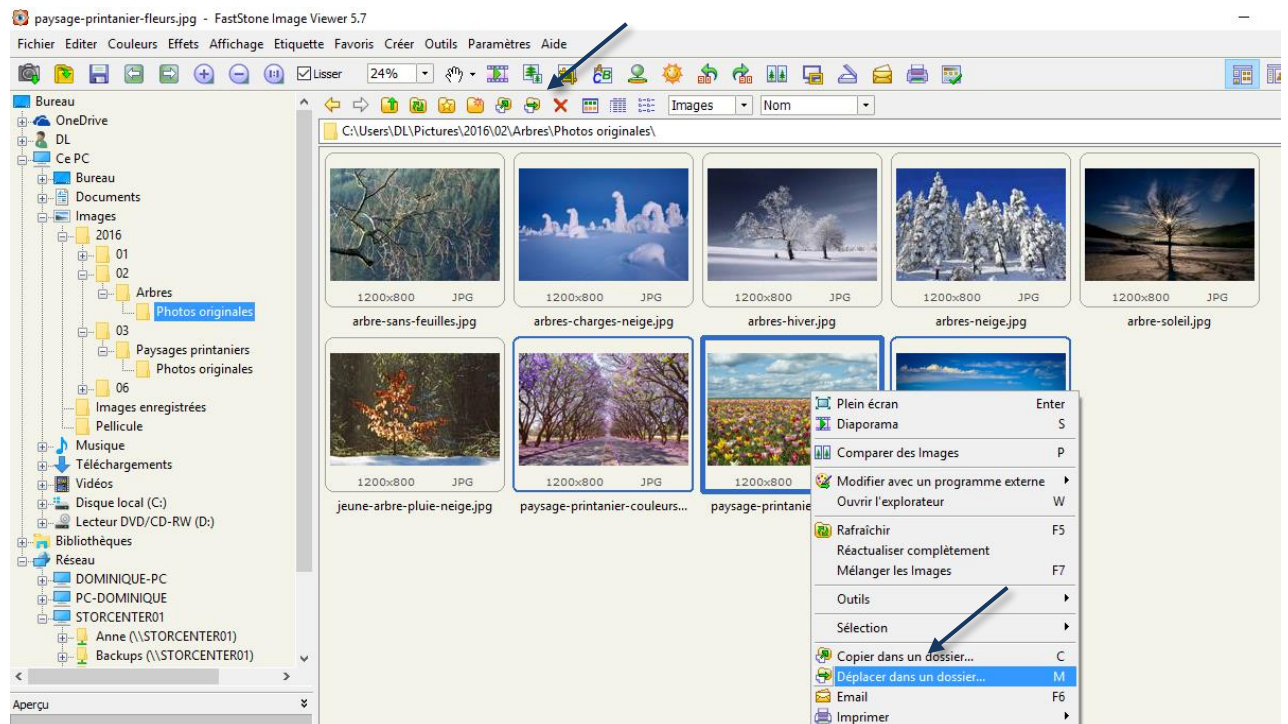 paysage-printanier-fleurs.jpg - FastStone Image Viewer 5.7
Fichier Editer Couleurs Effets Affichage Etiquette Favoris Créer Outils Paramètres Aide
1:1 Lisser 24%
Bureau
OneDrive
DL
Ce PC
Bureau
Documents
Images
2016
01
02
Arbres
Photos originales
03
Paysages printaniers
Photos originales
06
Images enregistrées
Pellicule
Musique
Téléchargements
Vidéos
Disque local (C:)
Lecteur DVD/CD-RW (D:)
Bibliothèques
Réseau
DOMINIQUE-PC
PC-DOMINIQUE
STORCENTER01
Anne (\\STORCENTER01)
Backups (\\STORCENTER01)
Aperçu
Images Nom
C:\Users\DL\Pictures\2016\02\Arbres\Photos originales\
1200x800 JPG 1200x800 JPG 1200x800 JPG 1200x800 JPG 1200x800 JPG
arbre-sans-feuilles.jpg arbres-charges-neige.jpg arbres-hiver.jpg arbres-neige.jpg arbre-soleil.jpg
1200x800 JPG 1200x800 JPG 1200x800
jeune-arbre-pluie-neige.jpg paysage-printanier-couleurs... paysage-printanie
Plein écran Enter
Diaporama S
Comparer des Images P
Modifier avec un programme externe
Ouvrir l'explorateur W
Rafraîchir F5
Réactualiser complètement
Mélanger les Images F7
Outils
Sélection
Copier dans un dossier... C
Déplacer dans un dossier... M
Email F6
Imprimer